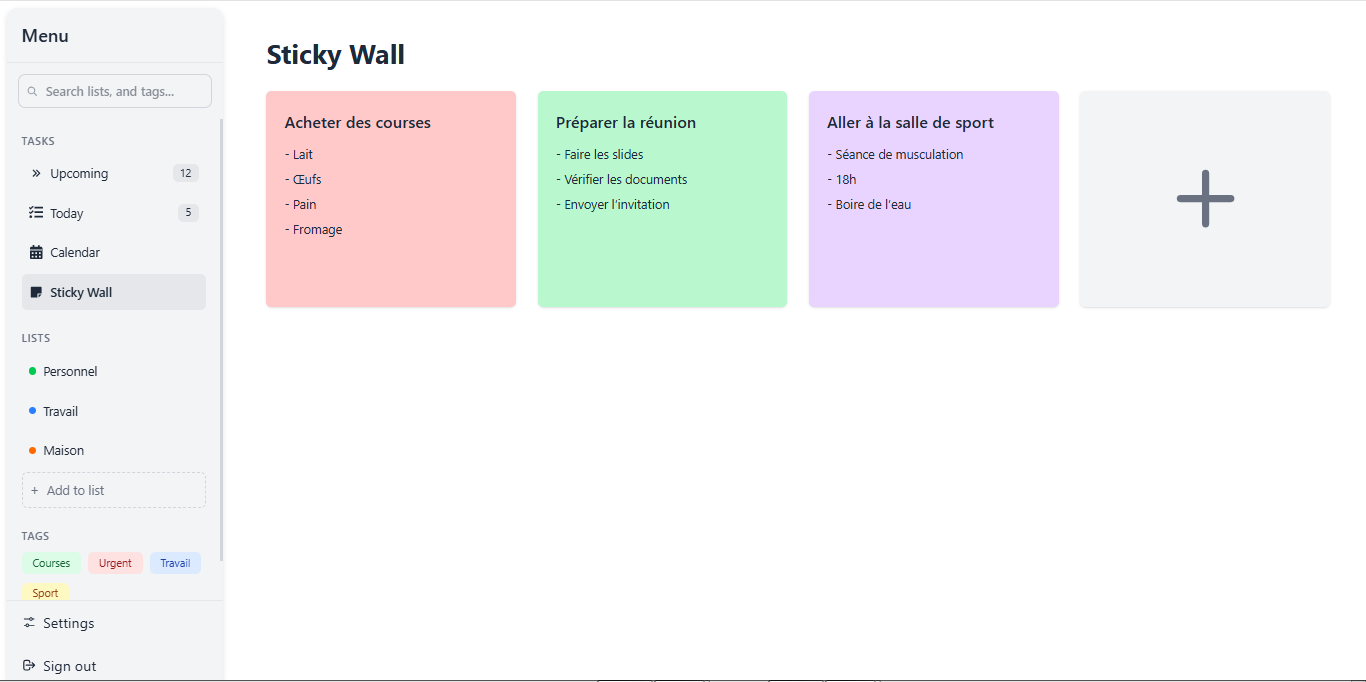 Menu
Search lists, and tags...
TASKS
Upcoming 12
Today 5
Calendar
Sticky Wall
LISTS
Personnel
Travail
Maison
+ Add to list
TAGS
Courses Urgent Travail
Sport
Settings
Sign out
Sticky Wall
Acheter des courses
- Lait
- Œufs
- Pain
- Fromage
Préparer la réunion
- Faire les slides
- Vérifier les documents
- Envoyer l'invitation
Aller à la salle de sport
- Séance de musculation
- 18h
- Boire de l'eau